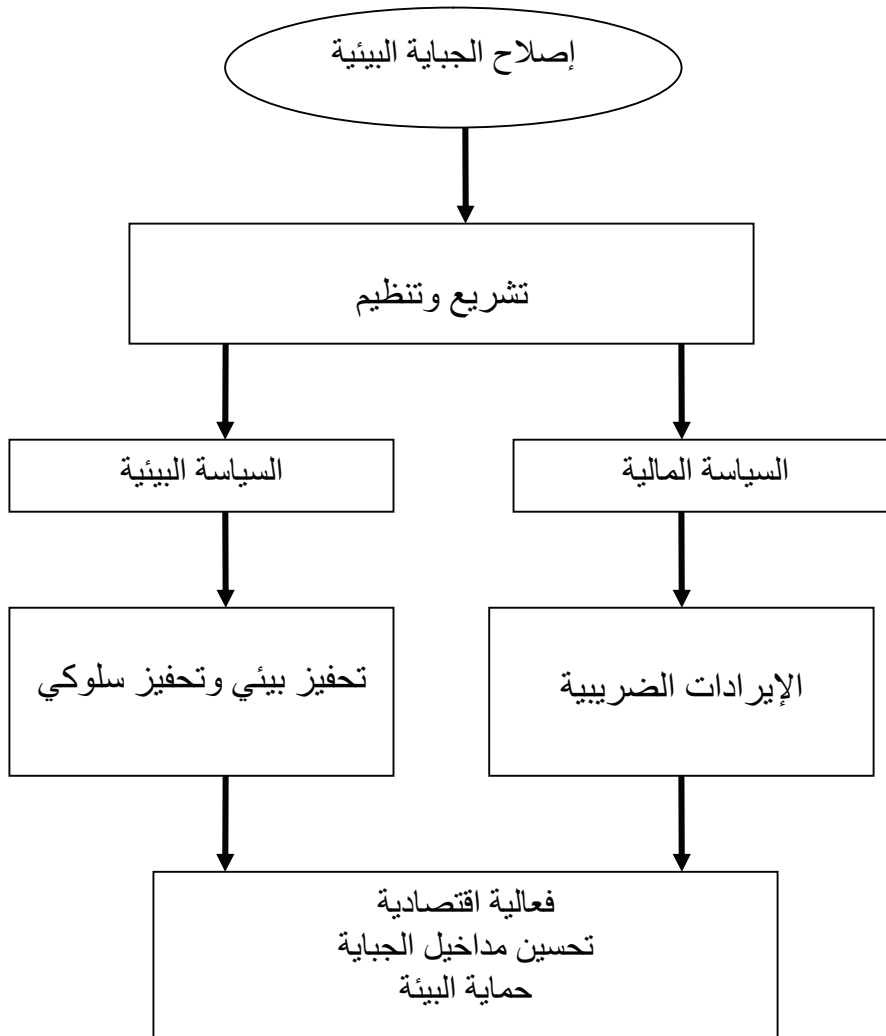 إصلاح الجباية البيئية
تشريع وتنظيم
السياسة المالية
السياسة البيئية
الإيرادات الضريبية
تحفيز بيئي وتحفيز سلوكي
فعالية اقتصادية
تحسين مداخيل الجباية
حماية البيئة